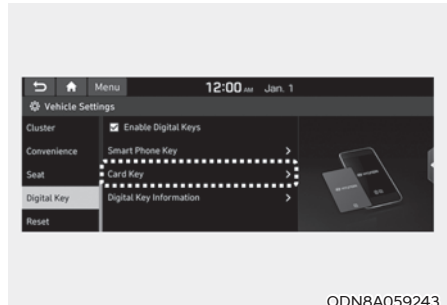 Menu 12:00 AM Jan. 1
Vehicle Settings
Cluster
Enable Digital Keys
Convenience
Smart Phone Key
Seat
Card Key
Digital Key
Digital Key Information
Reset
ODN8A059243